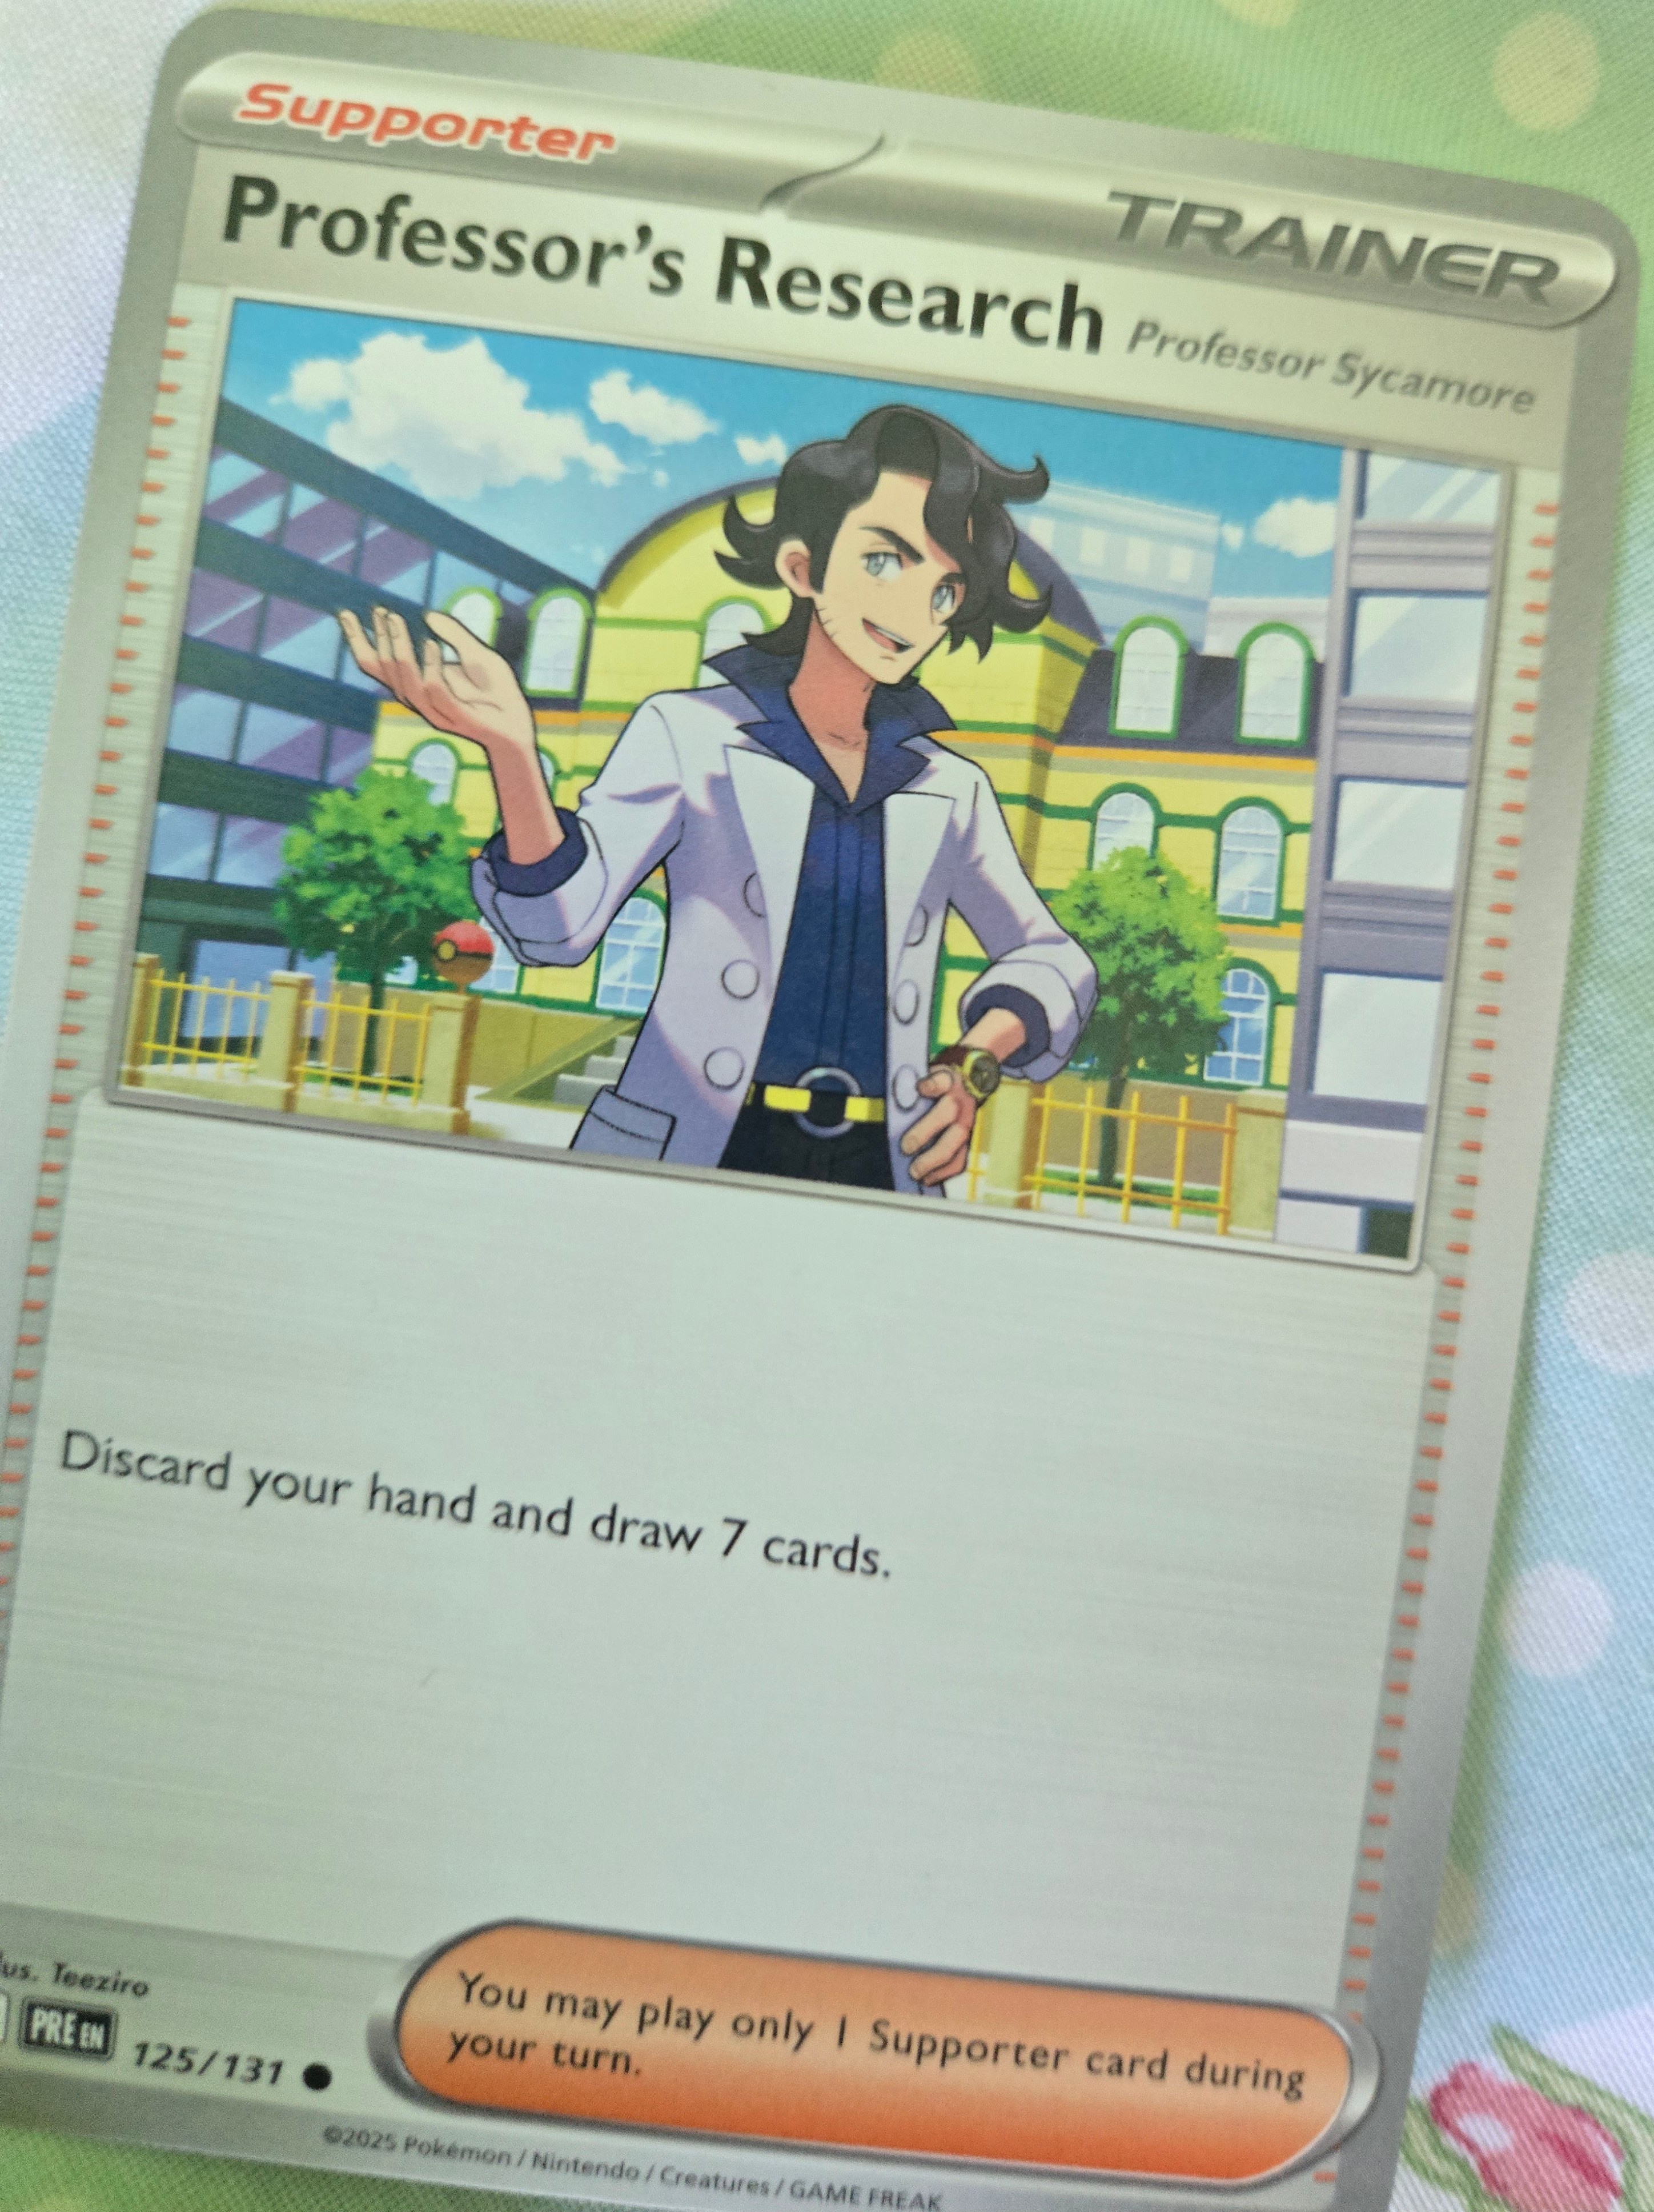 Supporter
TRAINER
Professor's Research Professor Sycamore
Discard your hand and draw 7 cards.
Teeziro
PRE EN 125/131
You may play only 1 Supporter card during
your turn.
©2025 Pokémon / Nintendo / Creatures / GAME FREAK